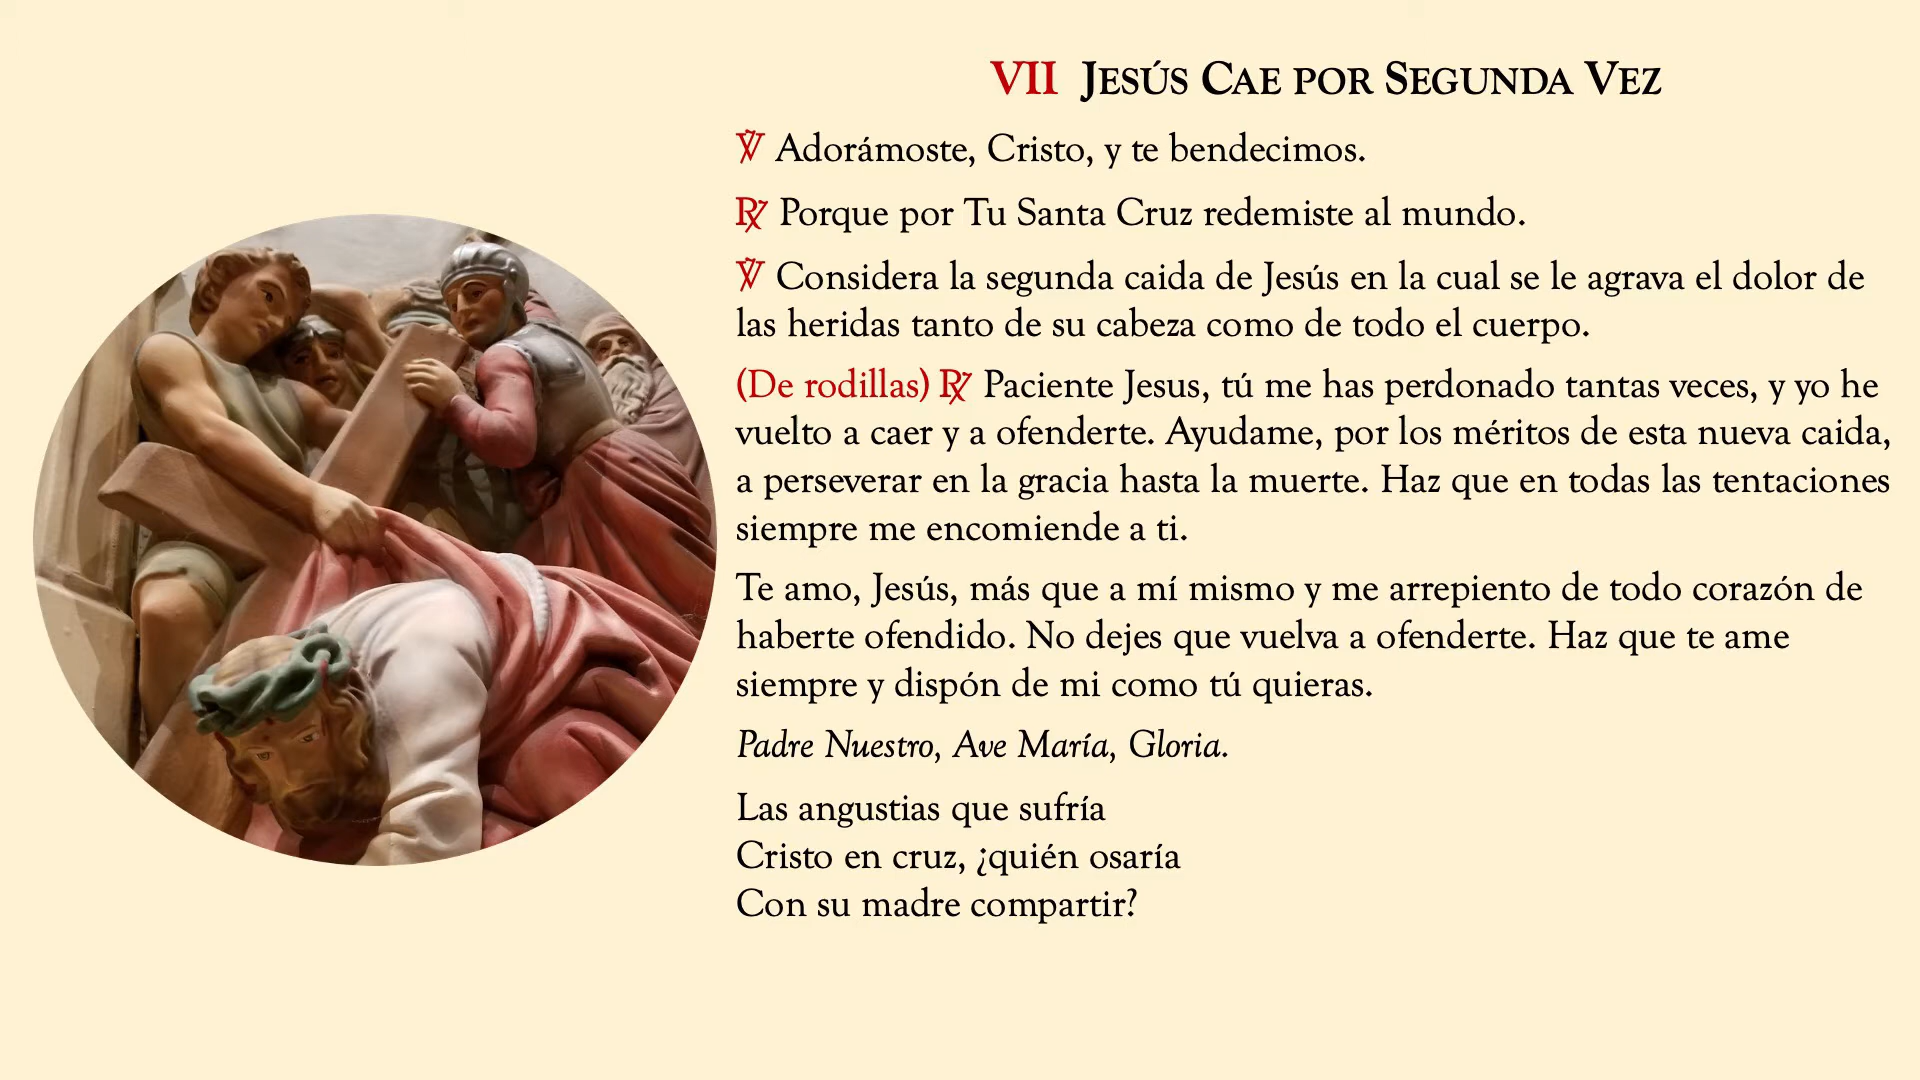 VII Jesús Cae por Segunda Vez
℣ Adorámoste, Cristo, y te bendecimos.
℟ Porque por Tu Santa Cruz redemiste al mundo.
℣ Considera la segunda caida de Jesús en la cual se le agrava el dolor de
las heridas tanto de su cabeza como de todo el cuerpo.
(De rodillas) ℟ Paciente Jesus, tú me has perdonado tantas veces, y yo he
vuelto a caer y a ofenderte. Ayudame, por los méritos de esta nueva caida,
a perseverar en la gracia hasta la muerte. Haz que en todas las tentaciones
siempre me encomiende a ti.
Te amo, Jesús, más que a mí mismo y me arrepiento de todo corazón de
haberte ofendido. No dejes que vuelva a ofenderte. Haz que te ame
siempre y dispón de mi como tú quieras.
Padre Nuestro, Ave María, Gloria.
Las angustias que sufría
Cristo en cruz, ¿quién osaría
Con su madre compartir?